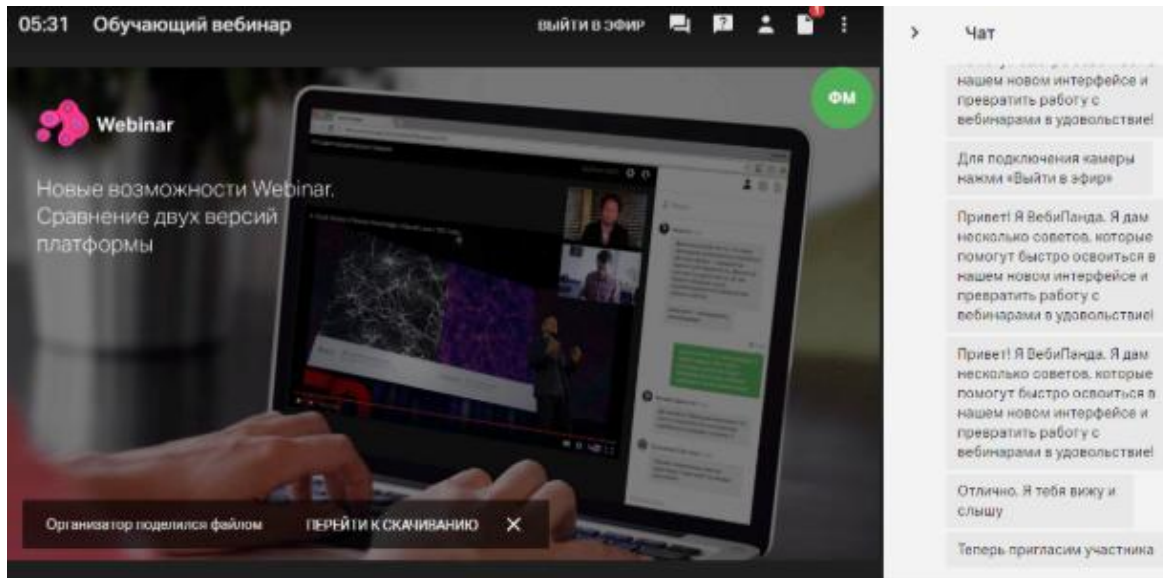 05:31 Обучающий вебинар ВЫЙТИ В ЭФИР 1
ФМ
Webinar
Новые возможности Webinar.
Сравнение двух версий
платформы
Организатор поделился файлом ПЕРЕЙТИ К СКАЧИВАНИЮ
Чат
нашем новом интерфейсе и
превратить работу с
вебинарами в удовольствие!
Для подключения камеры
нажми «Выйти в эфир»
Привет! Я ВебиПанда. Я дам
несколько советов, которые
помогут быстро освоиться в
нашем новом интерфейсе и
превратить работу с
вебинарами в удовольствие!
Привет! Я ВебиПанда. Я дам
несколько советов, которые
помогут быстро освоиться в
нашем новом интерфейсе и
превратить работу с
вебинарами в удовольствие!
Отлично. Я тебя вижу и
слышу
Теперь пригласим участника